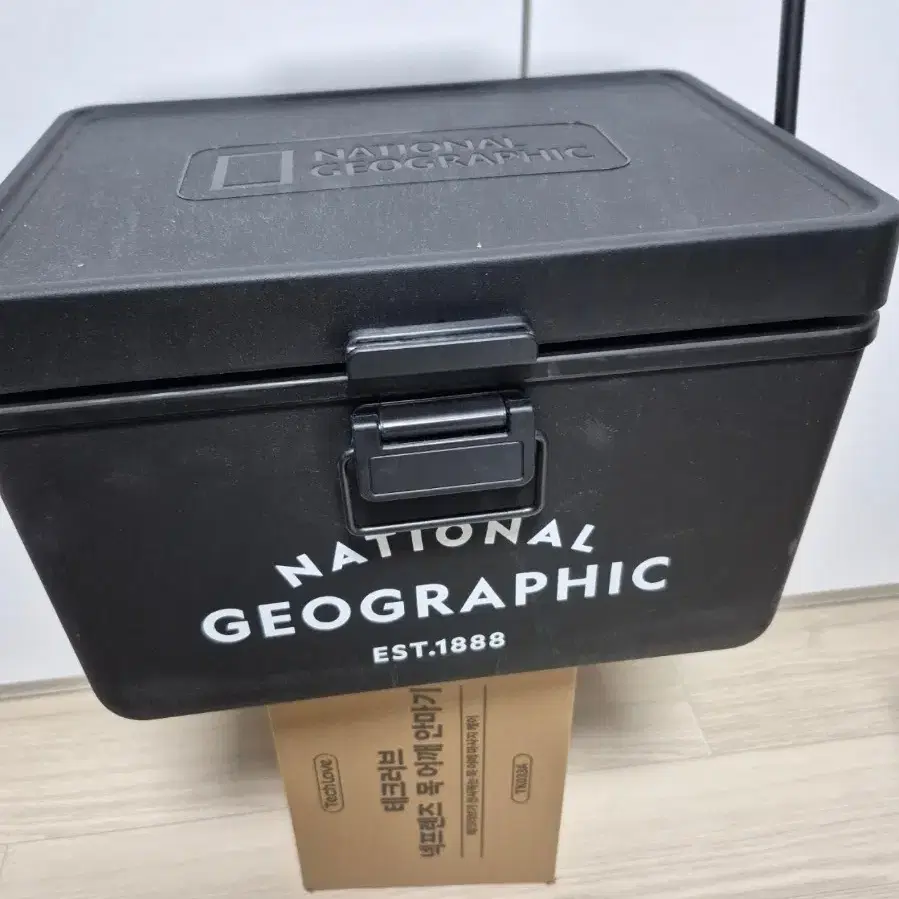 NATIONAL
GEOGRAPHIC
NATIONAL
GEOGRAPHIC
EST.1888
TechLove
테크러브
넥프렌즈 목 어깨 안마기
TK033A